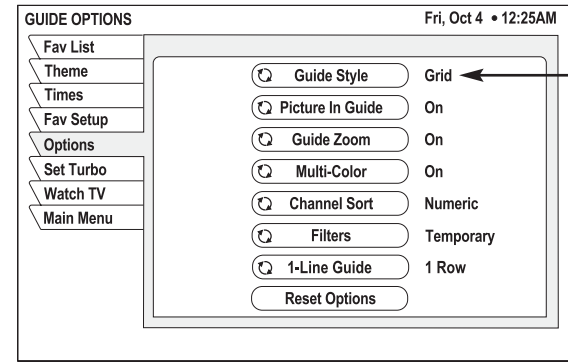 GUIDE OPTIONS Fri, Oct 4 • 12:25AM
Fav List
Theme
Times
Fav Setup
Options
Set Turbo
Watch TV
Main Menu
Guide Style Grid
Picture In Guide On
Guide Zoom On
Multi-Color On
Channel Sort Numeric
Filters Temporary
1-Line Guide 1 Row
Reset Options